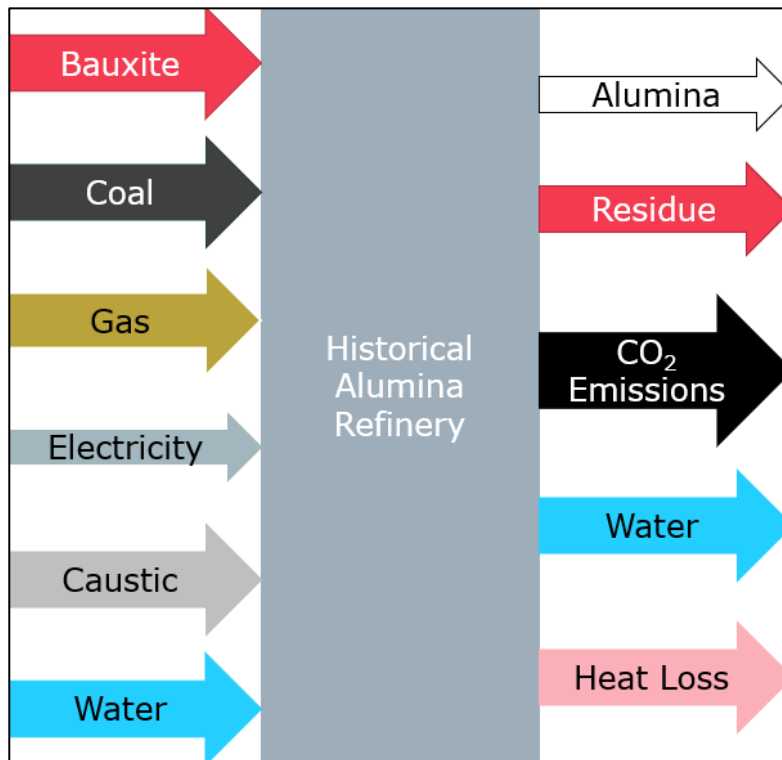 Bauxite
Coal
Gas
Electricity
Caustic
Water
Historical
Alumina
Refinery
Alumina
Residue
CO₂
Emissions
Water
Heat Loss